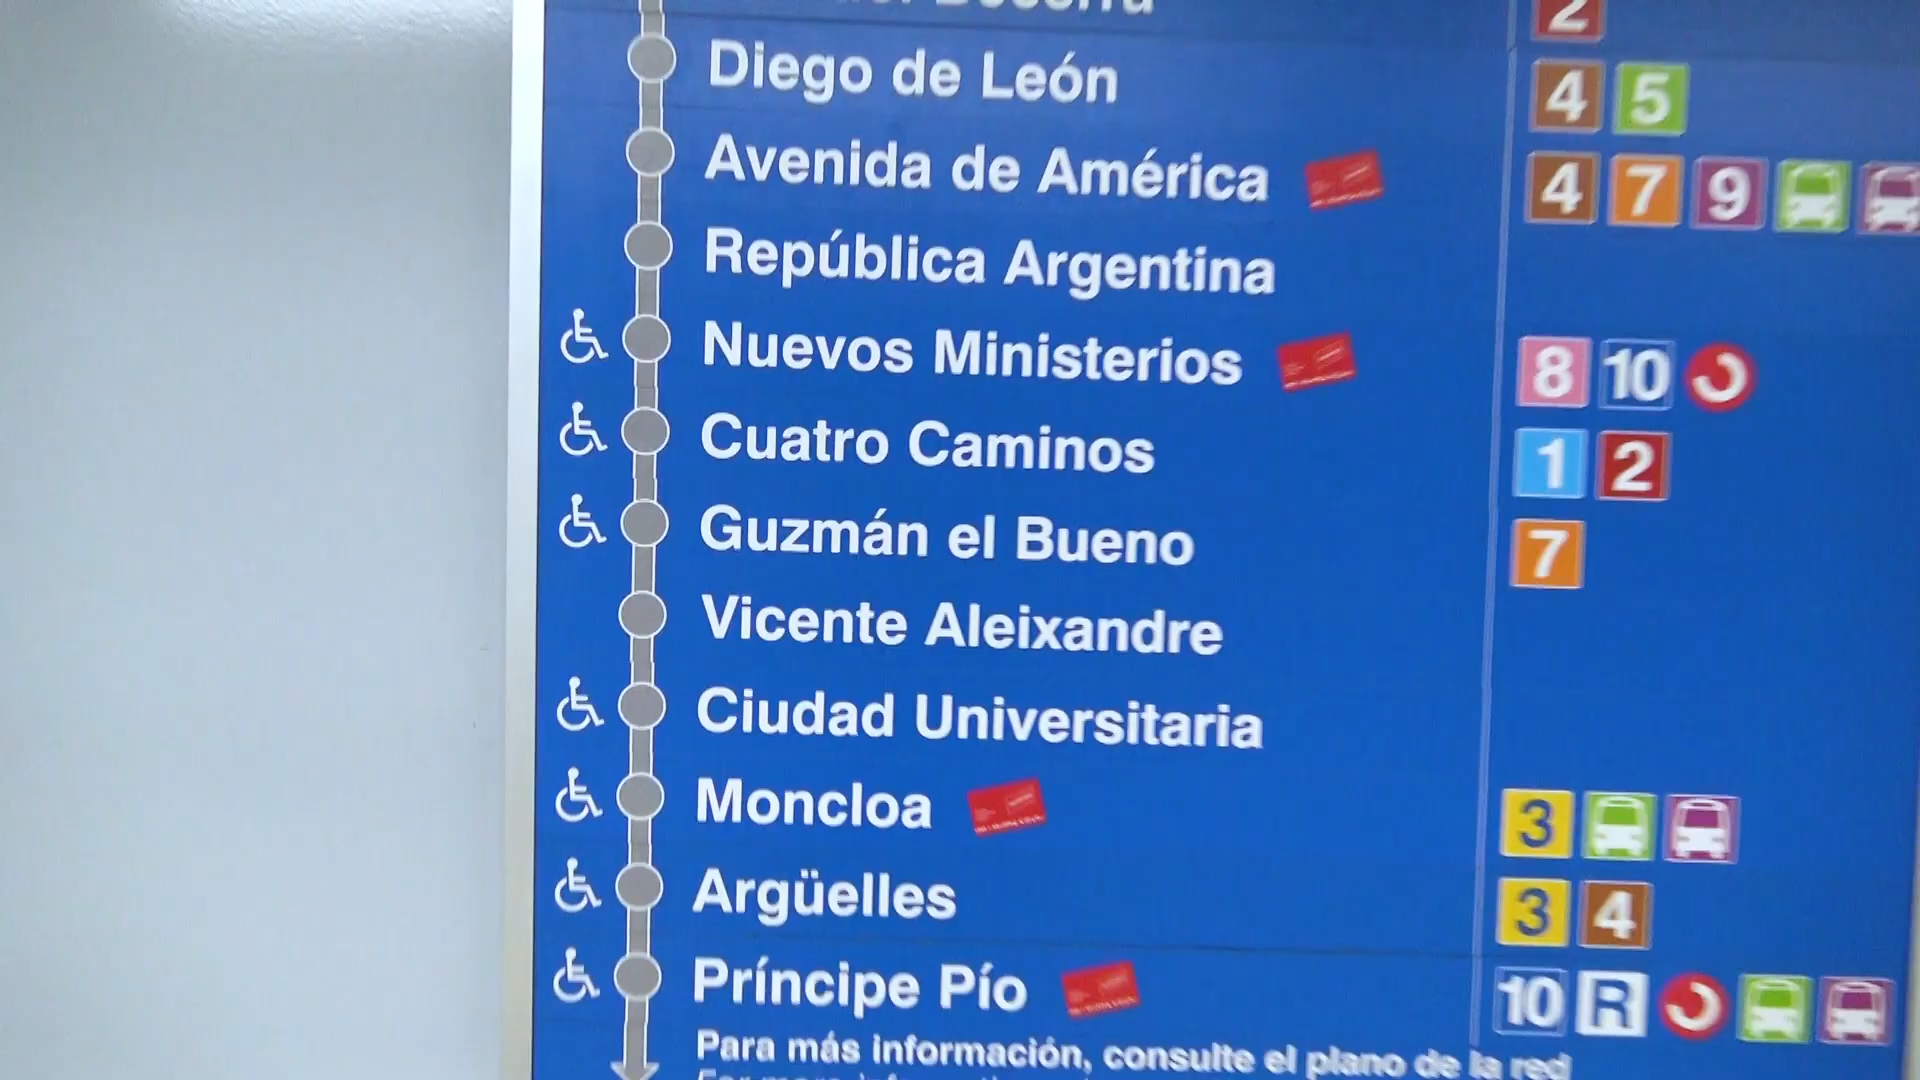 2
Diego de León 4 5
Avenida de América 4 7 9
República Argentina
Nuevos Ministerios 8 10
Cuatro Caminos 1 2
Guzmán el Bueno 7
Vicente Aleixandre
Ciudad Universitaria
Moncloa 3
Argüelles 3 4
Príncipe Pío 10 R
Para más información, consulte el plano de la red